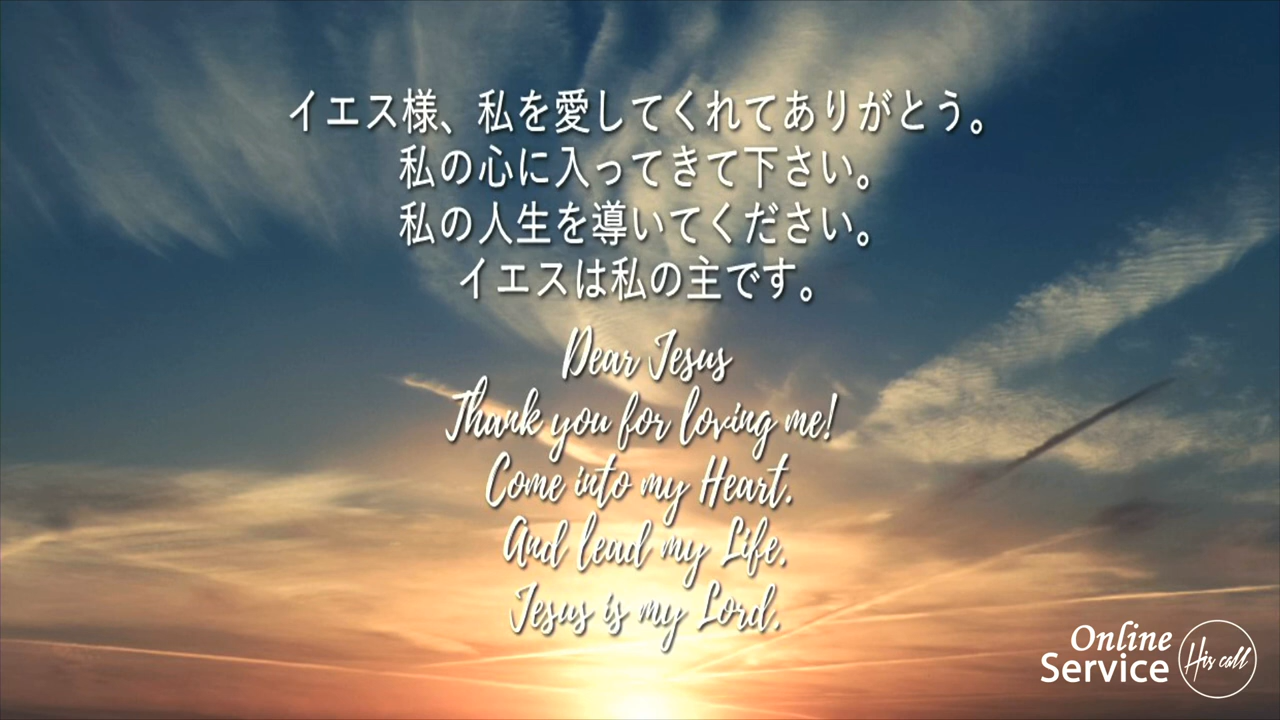 イエス様、私を愛してくれてありがとう。
私の心に入ってきて下さい。
私の人生を導いてください。
イエスは私の主です。
Dear Jesus
Thank you for loving me!
Come into my Heart.
And lead my Life.
Jesus is my Lord.
Online
Service
His call